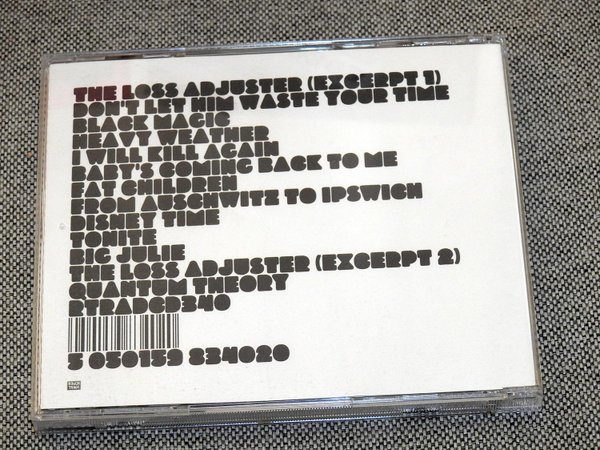 THE LOSS ADJUSTER (EXCERPT 1)
DON'T LET HIM WASTE YOUR TIME
BLACK MAGIC
HEAVY WEATHER
I WILL KILL AGAIN
BABY'S COMING BACK TO ME
FAT CHILDREN
FROM AUSCHWITZ TO IPSWICH
DISNEY TIME
TONITE
BIG JULIE
THE LOSS ADJUSTER (EXCERPT 2)
QUANTUM THEORY
RTRADCD340
5 050159 834020